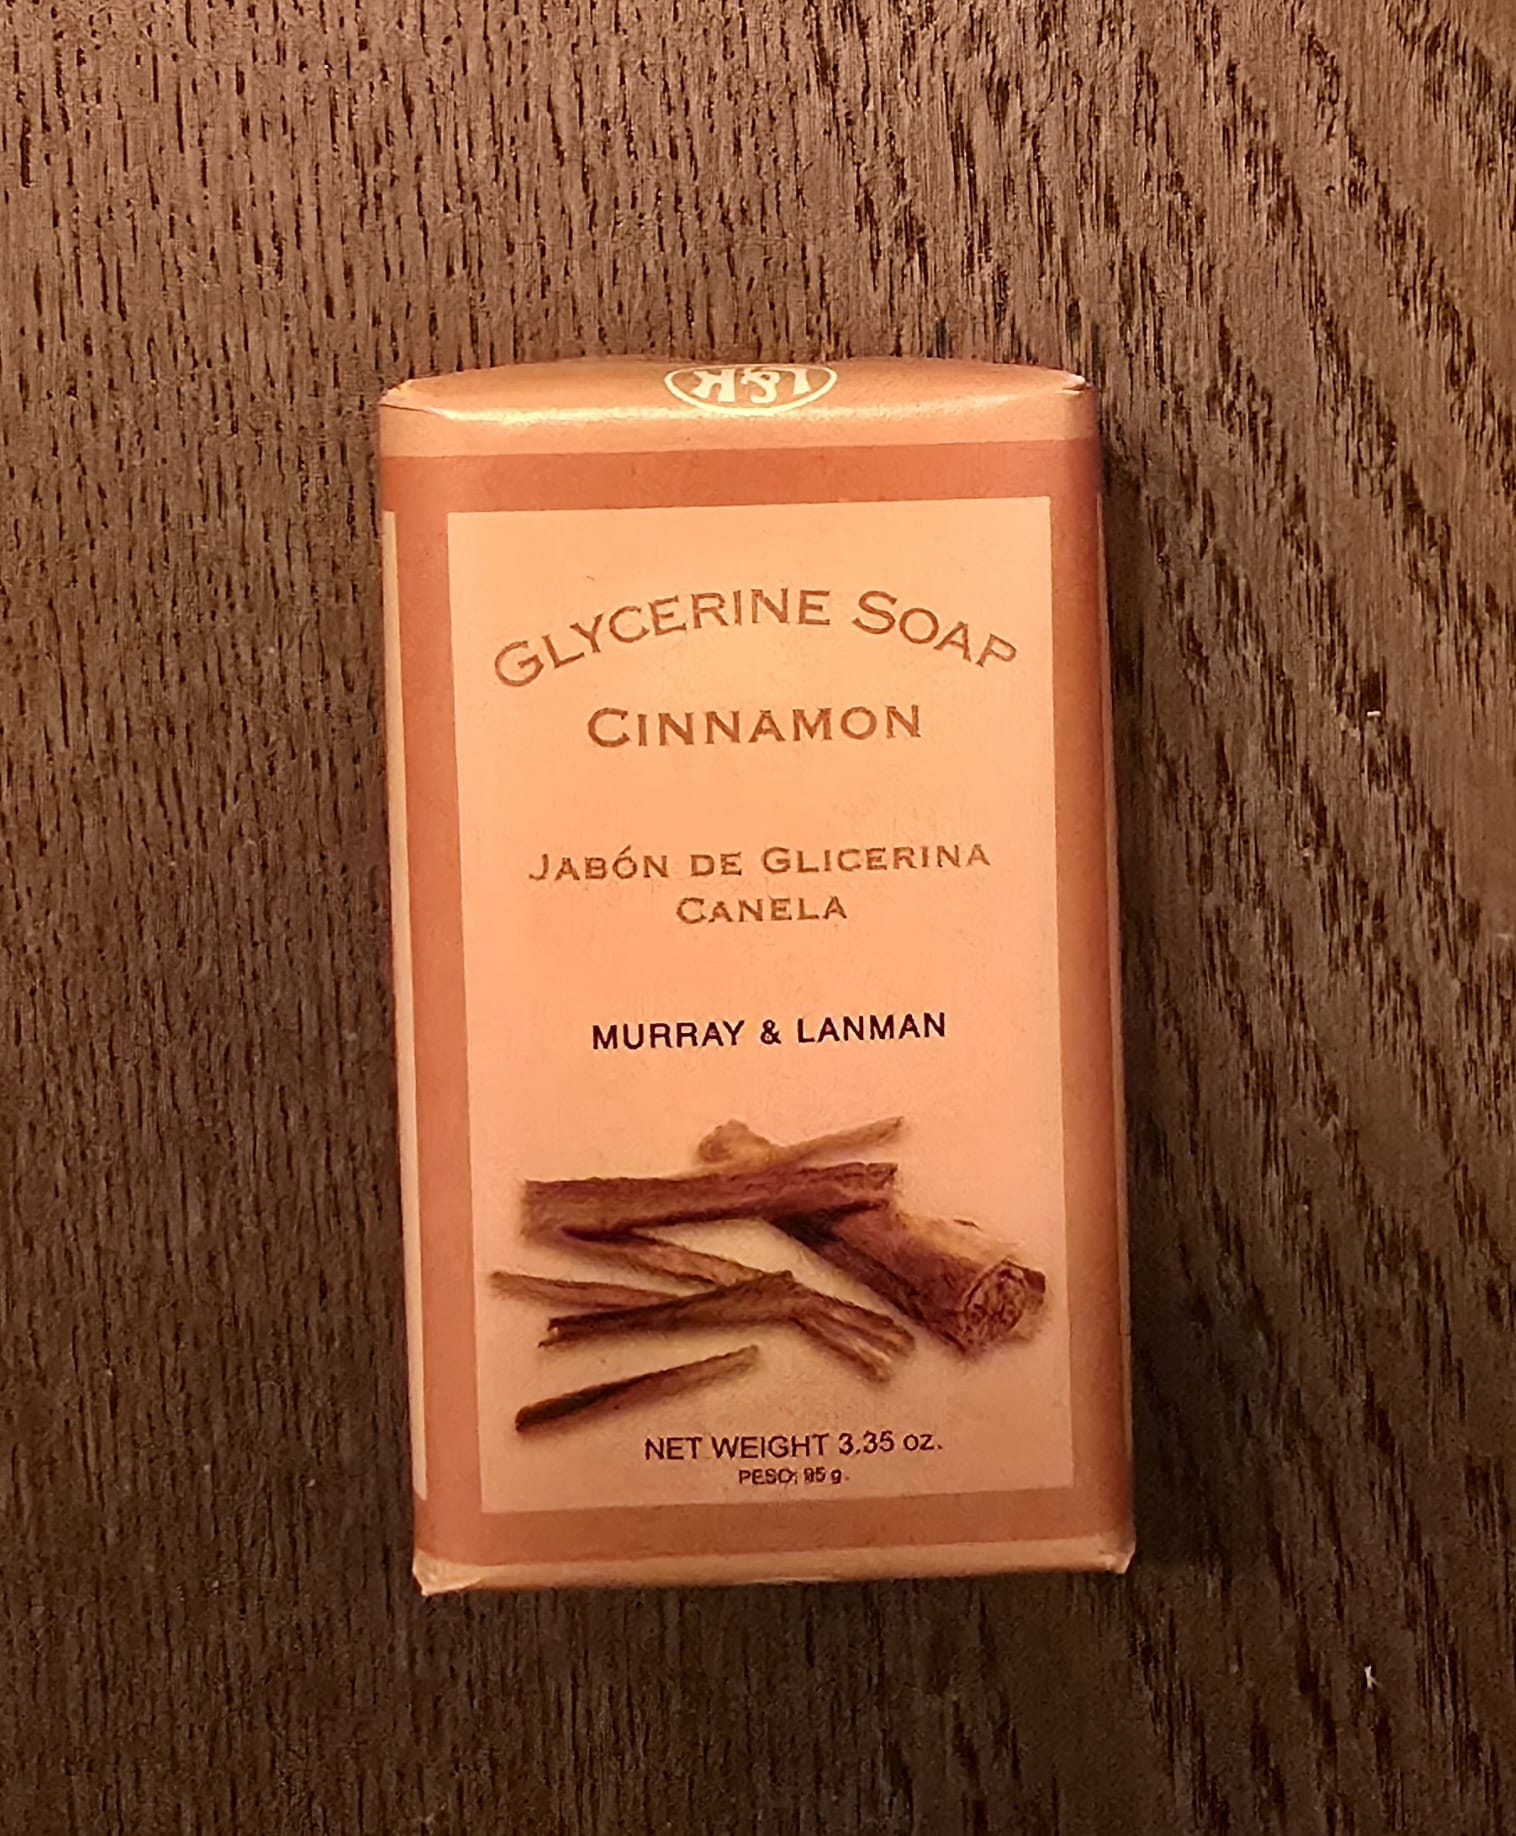 L&K
GLYCERINE SOAP
CINNAMON
JABÓN DE GLICERINA
CANELA
MURRAY & LANMAN
NET WEIGHT 3.35 oz.
PESO: 95 g.